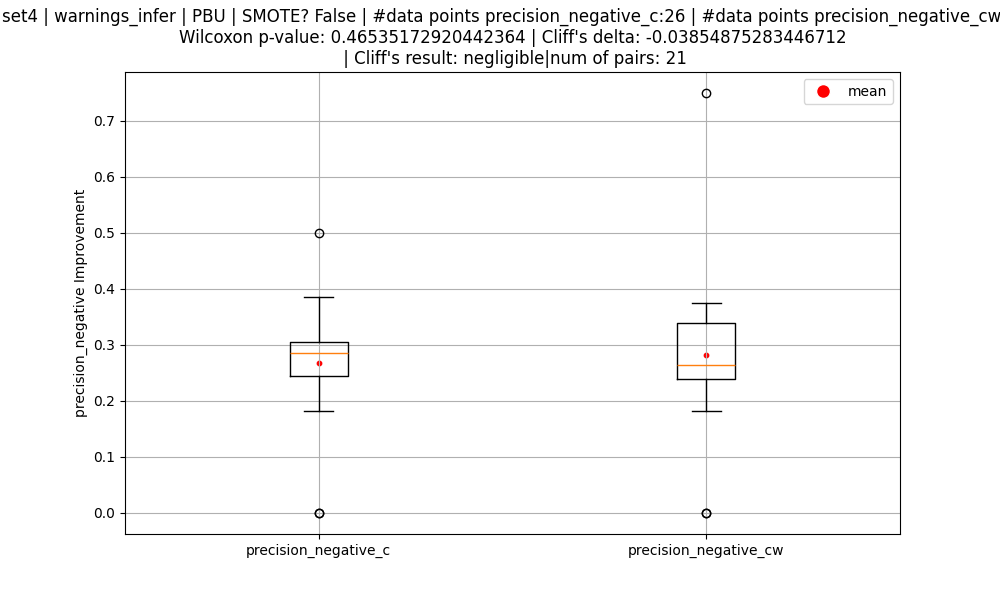 set4 | warnings_infer | PBU | SMOTE? False | #data points precision_negative_c:26 | #data points precision_negative_cw
Wilcoxon p-value: 0.46535172920442364 | Cliff's delta: -0.03854875283446712
| Cliff's result: negligible|num of pairs: 21
mean
0.7
0.6
0.5
0.4
0.3
0.2
0.1
0.0
precision_negative Improvement
precision_negative_c
precision_negative_cw